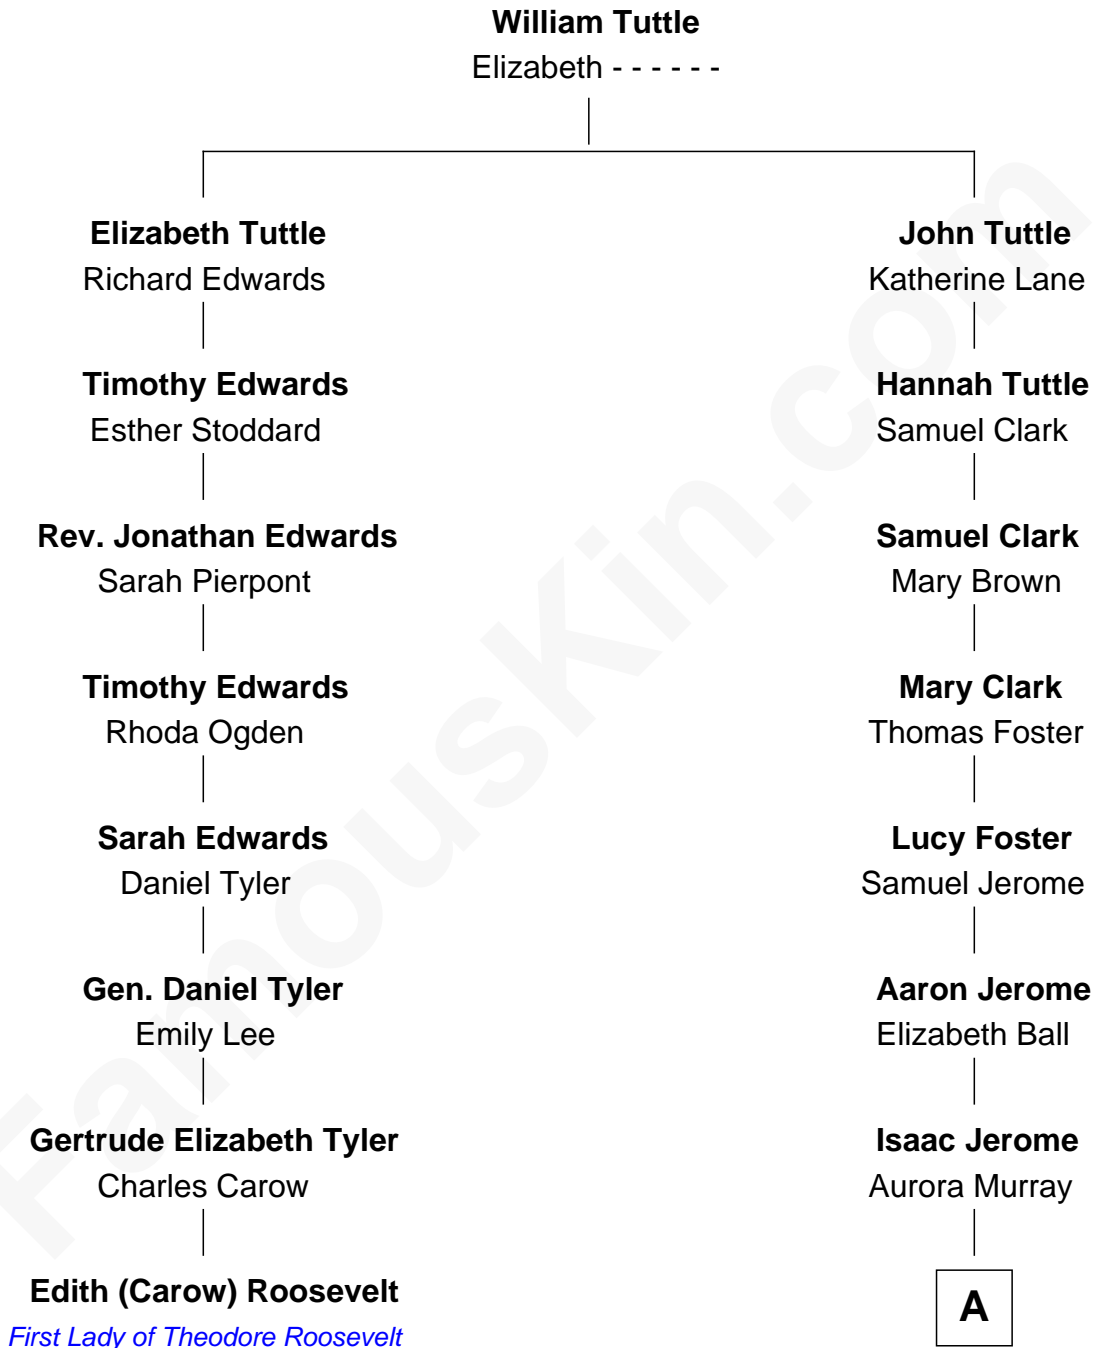 William Tuttle
Elizabeth - - - - - -
Elizabeth Tuttle
Richard Edwards
John Tuttle
Katherine Lane
Timothy Edwards
Esther Stoddard
Hannah Tuttle
Samuel Clark
Rev. Jonathan Edwards
Sarah Pierpont
Samuel Clark
Mary Brown
Timothy Edwards
Rhoda Ogden
Mary Clark
Thomas Foster
Sarah Edwards
Daniel Tyler
Lucy Foster
Samuel Jerome
Gen. Daniel Tyler
Emily Lee
Aaron Jerome
Elizabeth Ball
Gertrude Elizabeth Tyler
Charles Carow
Isaac Jerome
Aurora Murray
Edith (Carow) Roosevelt
First Lady of Theodore Roosevelt
A
FamousKin.com